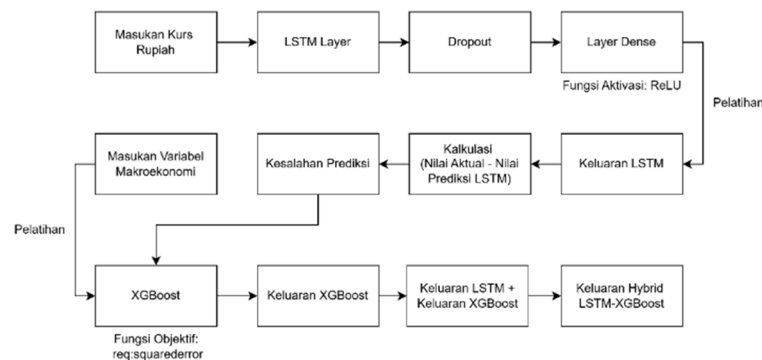 Masukan Kurs
Rupiah
LSTM Layer
Dropout
Layer Dense
Fungsi Aktivasi: ReLU
Pelatihan
Masukan Variabel
Makroekonomi
Kesalahan Prediksi
Kalkulasi
(Nilai Aktual - Nilai
Prediksi LSTM)
Keluaran LSTM
Pelatihan
XGBoost
Keluaran XGBoost
Keluaran LSTM +
Keluaran XGBoost
Keluaran Hybrid
LSTM-XGBoost
Fungsi Objektif:
req:squarederror